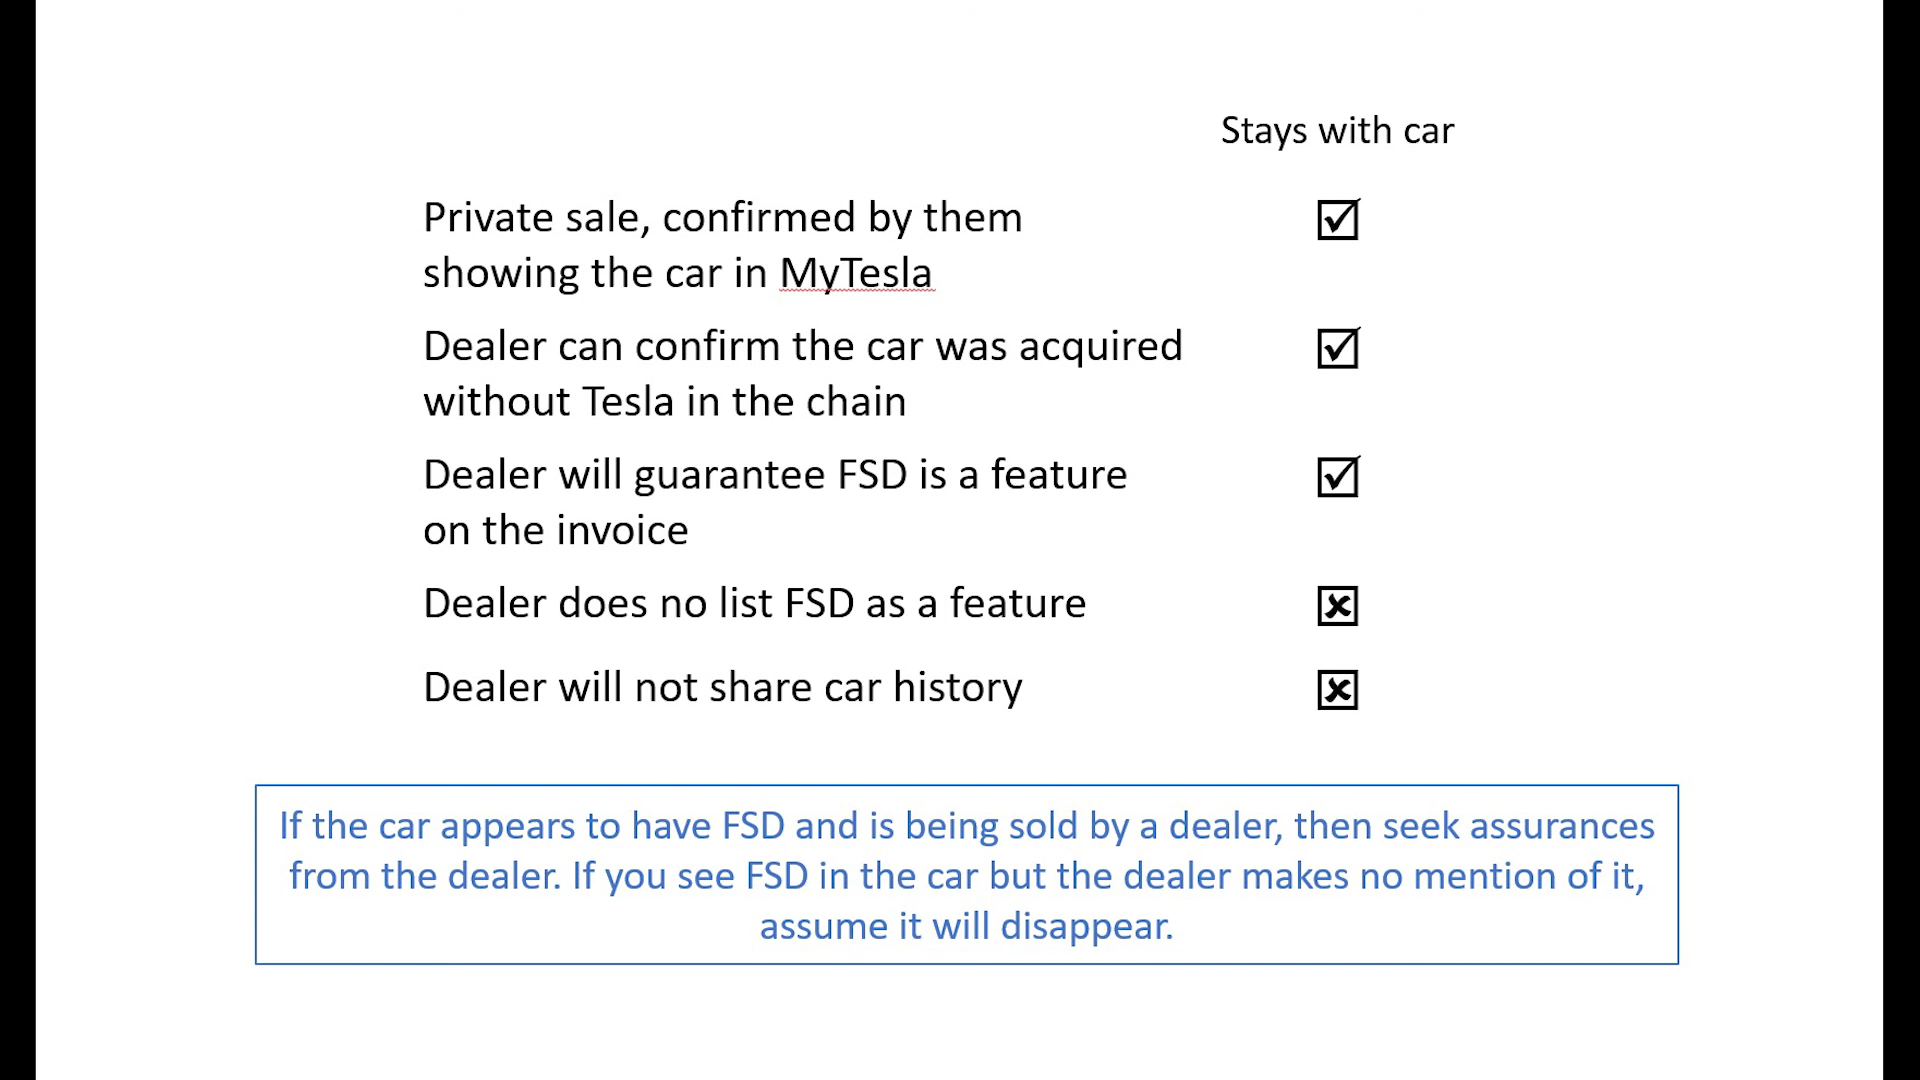 Stays with car
Private sale, confirmed by them
showing the car in MyTesla
Dealer can confirm the car was acquired
without Tesla in the chain
Dealer will guarantee FSD is a feature
on the invoice
Dealer does no list FSD as a feature
Dealer will not share car history
If the car appears to have FSD and is being sold by a dealer, then seek assurances
from the dealer. If you see FSD in the car but the dealer makes no mention of it,
assume it will disappear.